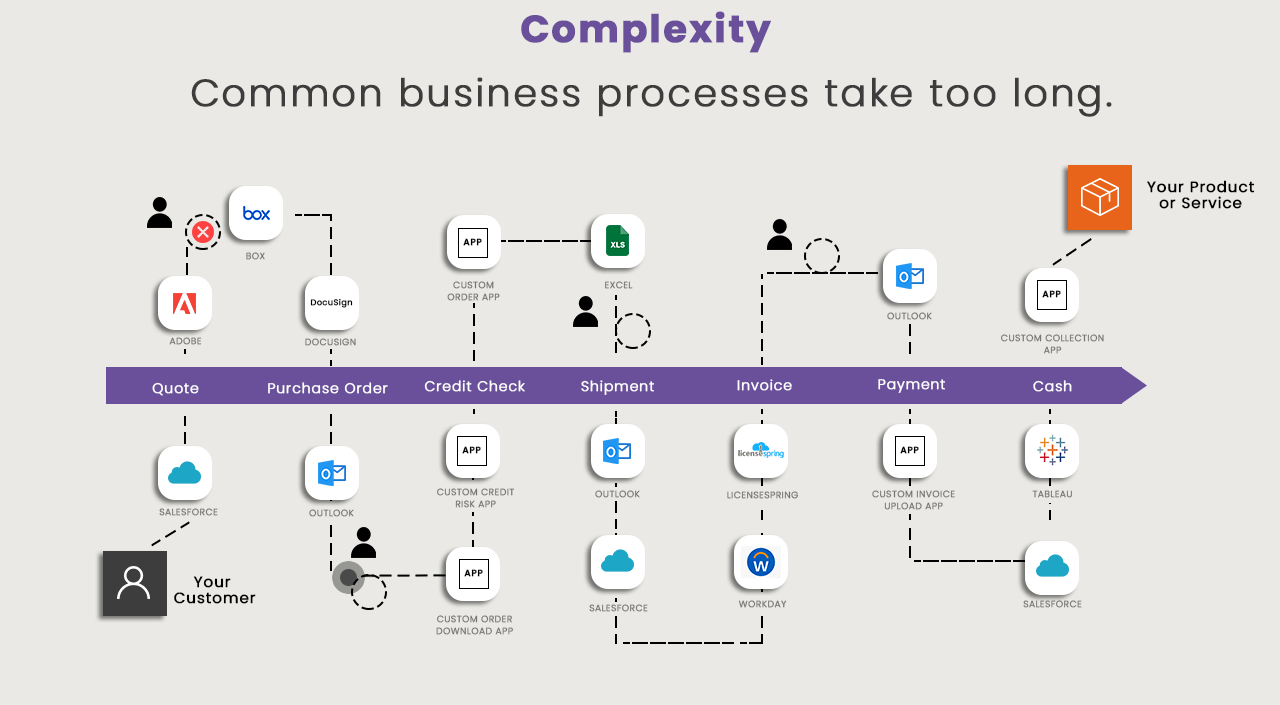 Complexity
Common business processes take too long.
Your Product
or Service
box
BOX
APP
CUSTOM
ORDER APP
XLS
EXCEL
O
OUTLOOK
APP
CUSTOM COLLECTION
APP
ADOBE
DocuSign
DOCUSIGN
Quote
Purchase Order
Credit Check
Shipment
Invoice
Payment
Cash
SALESFORCE
O
OUTLOOK
APP
CUSTOM CREDIT
RISK APP
O
OUTLOOK
licensespring
LICENSESPRING
APP
CUSTOM INVOICE
UPLOAD APP
TABLEAU
Your
Customer
APP
CUSTOM ORDER
DOWNLOAD APP
SALESFORCE
W
WORKDAY
SALESFORCE